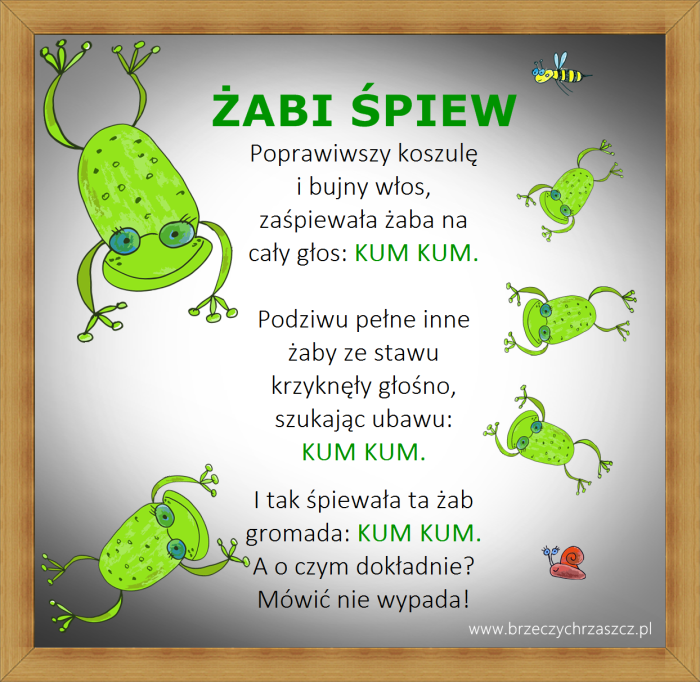 ŻABI ŚPIEW
Poprawiwszy koszulę
i bujny włos,
zaśpiewała żaba na
cały głos: KUM KUM.
Podziwu pełne inne
żaby ze stawu
krzyknęły głośno,
szukając ubawu:
KUM KUM.
I tak śpiewała ta żab
gromada: KUM KUM.
A o czym dokładnie?
Mówić nie wypada!
www.brzeczychrzaszcz.pl